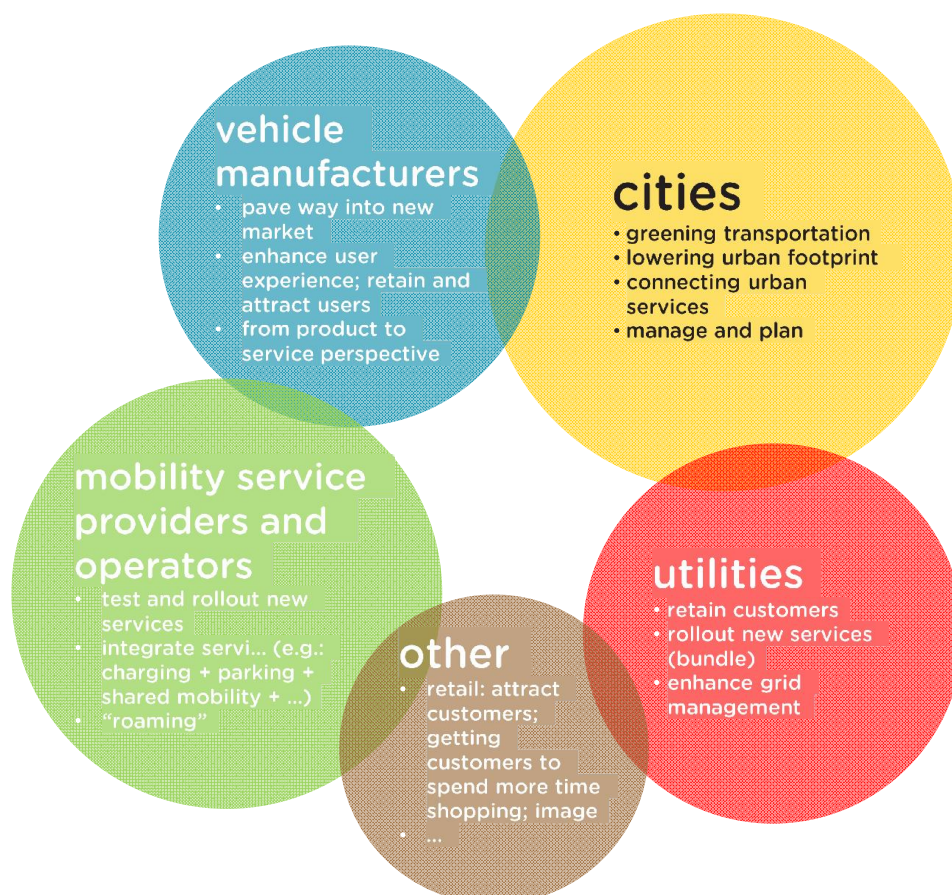 vehicle
manufacturers
• pave way into new
market
• enhance user
experience; retain and
attract users
• from product to
service perspective
cities
• greening transportation
• lowering urban footprint
• connecting urban
services
• manage and plan
mobility service
providers and
operators
• test and rollout new
services
• integrate servi... (e.g.:
charging + parking +
shared mobility + ...)
• “roaming”
utilities
• retain customers
• rollout new services
(bundle)
• enhance grid
management
other
• retail: attract
customers;
getting
customers to
spend more time
shopping; image
• ...